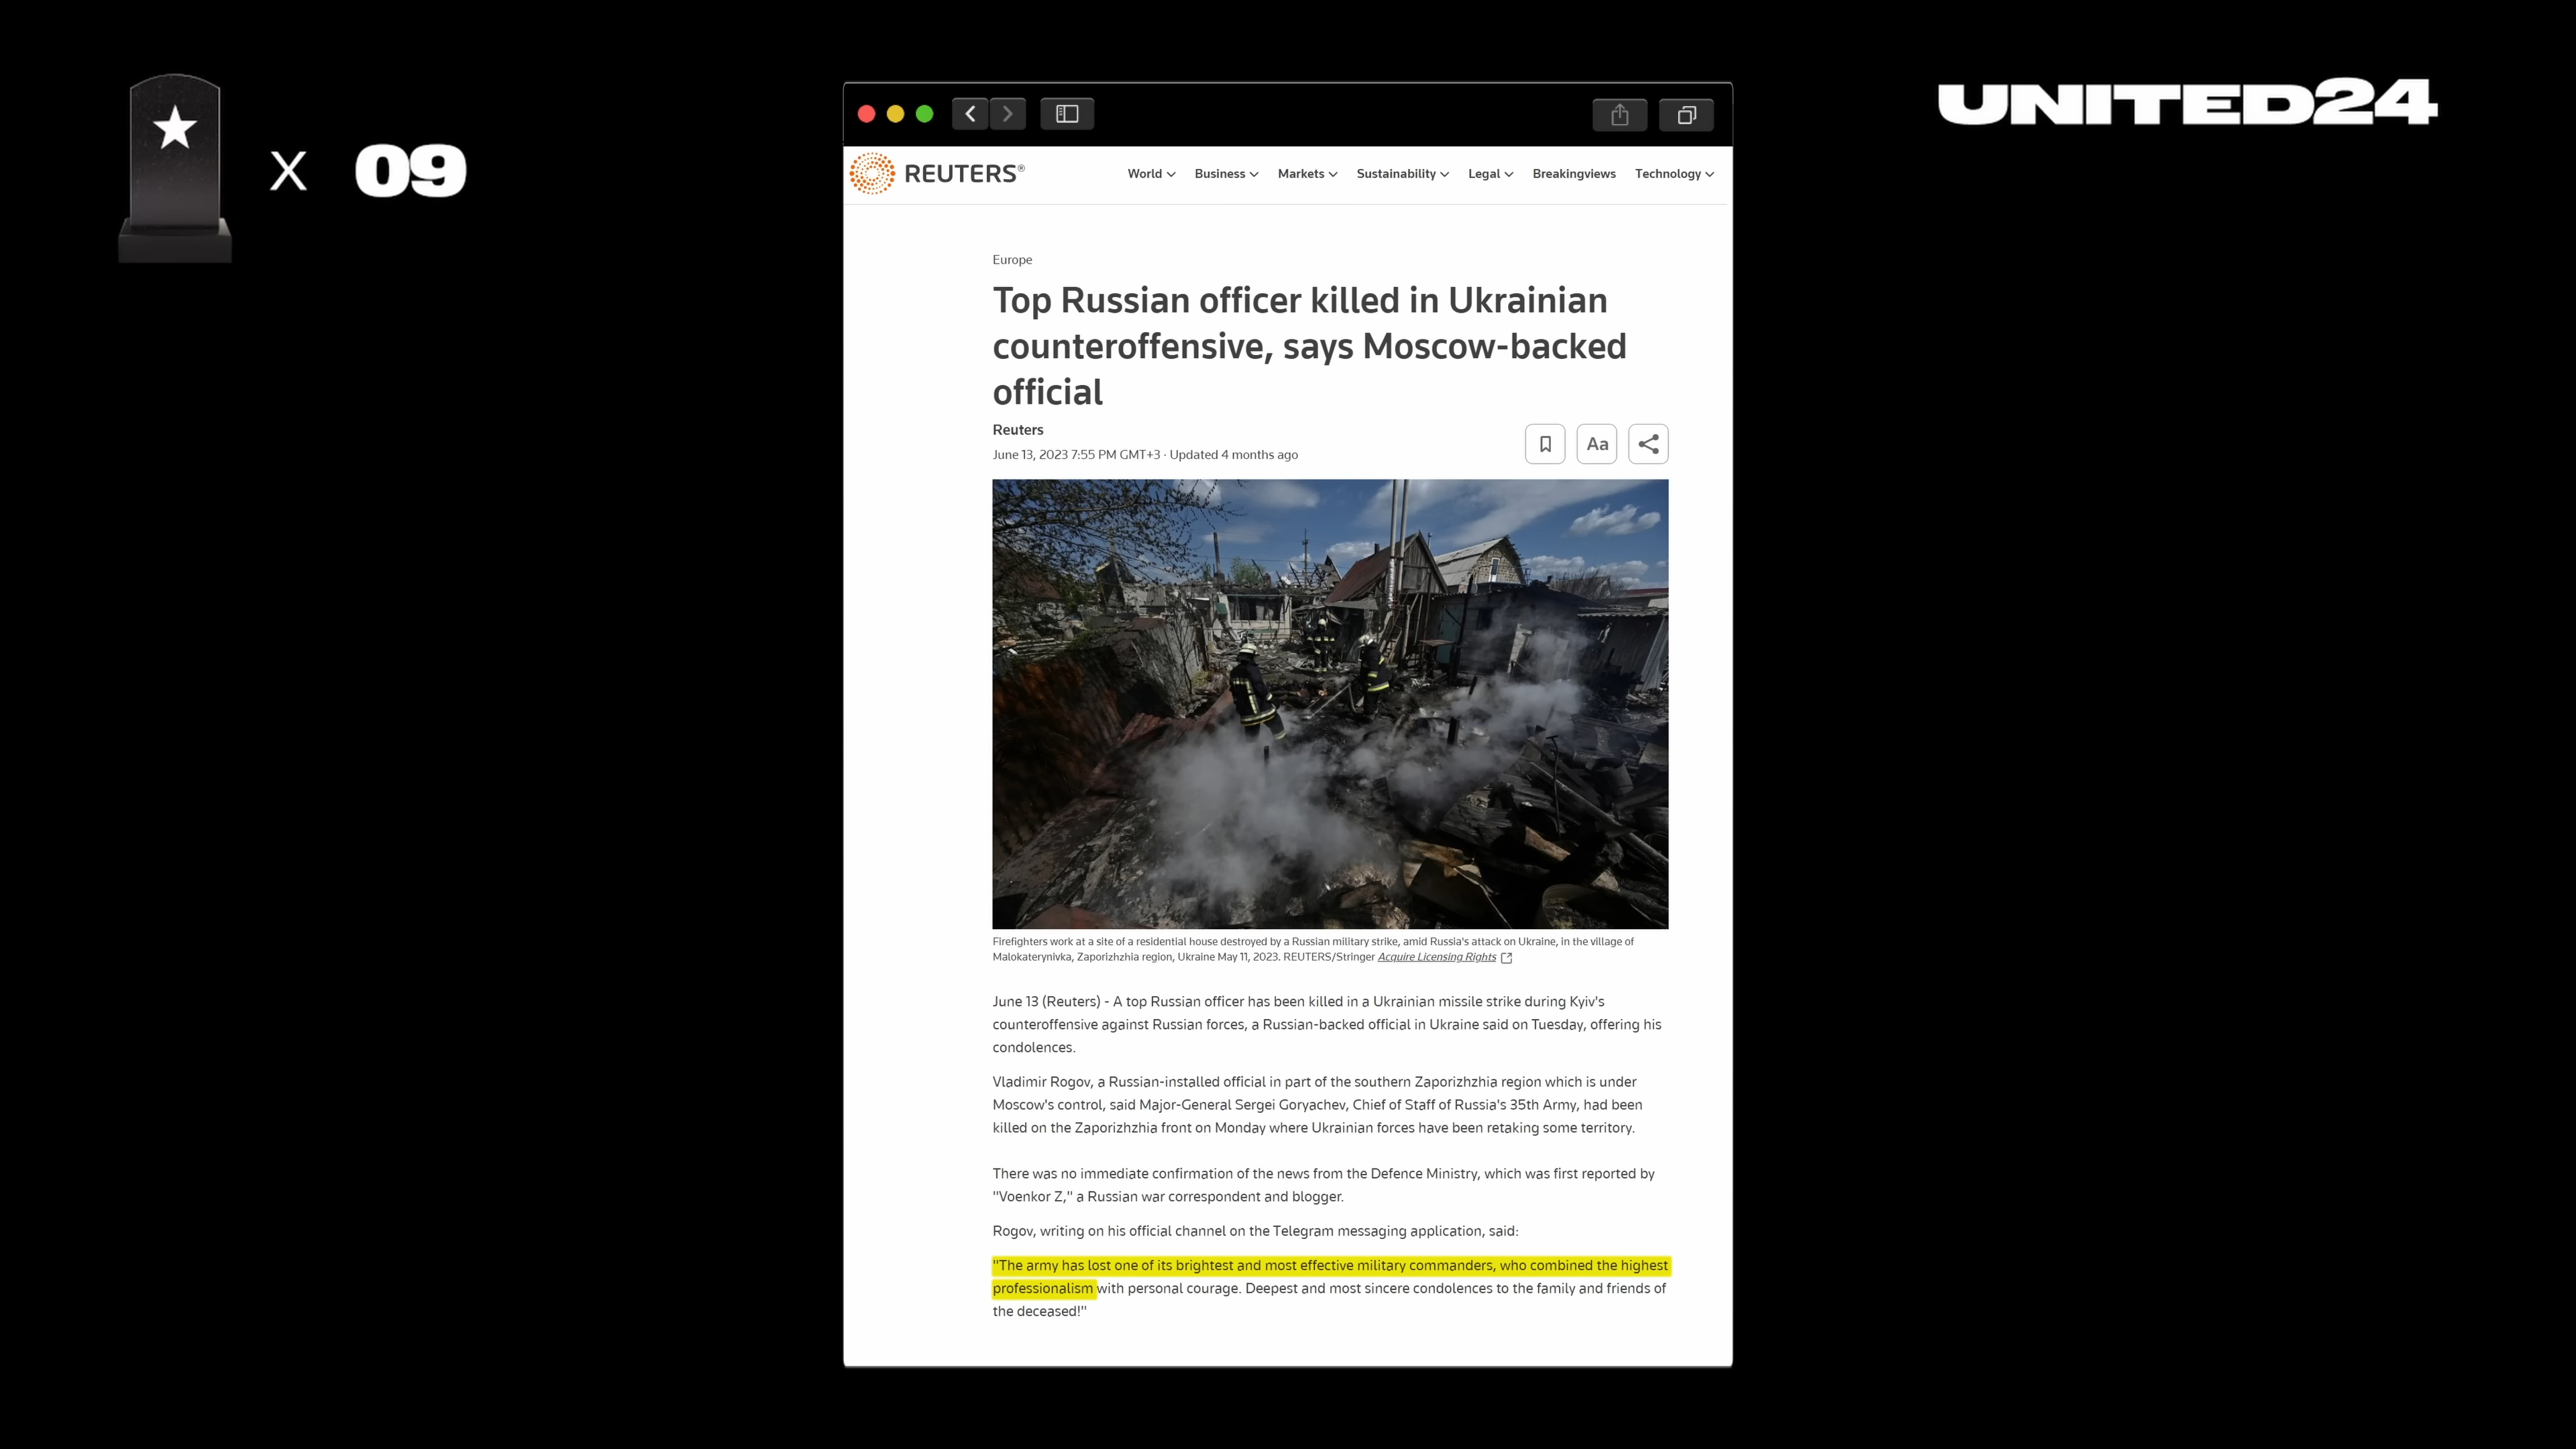 X 09
UNITED24
REUTERS®
World Business Markets Sustainability Legal Breakingviews Technology
Europe
Top Russian officer killed in Ukrainian
counteroffensive, says Moscow-backed
official
Reuters
June 13, 2023 7:55 PM GMT+3 · Updated 4 months ago
Aa
Firefighters work at a site of a residential house destroyed by a Russian military strike, amid Russia's attack on Ukraine, in the village of
Malokaterynivka, Zaporizhzhia region, Ukraine May 11, 2023. REUTERS/Stringer Acquire Licensing Rights
June 13 (Reuters) - A top Russian officer has been killed in a Ukrainian missile strike during Kyiv's
counteroffensive against Russian forces, a Russian-backed official in Ukraine said on Tuesday, offering his
condolences.
Vladimir Rogov, a Russian-installed official in part of the southern Zaporizhzhia region which is under
Moscow's control, said Major-General Sergei Goryachev, Chief of Staff of Russia's 35th Army, had been
killed on the Zaporizhzhia front on Monday where Ukrainian forces have been retaking some territory.
There was no immediate confirmation of the news from the Defence Ministry, which was first reported by
"Voenkor Z," a Russian war correspondent and blogger.
Rogov, writing on his official channel on the Telegram messaging application, said:
"The army has lost one of its brightest and most effective military commanders, who combined the highest
professionalism with personal courage. Deepest and most sincere condolences to the family and friends of
the deceased!"